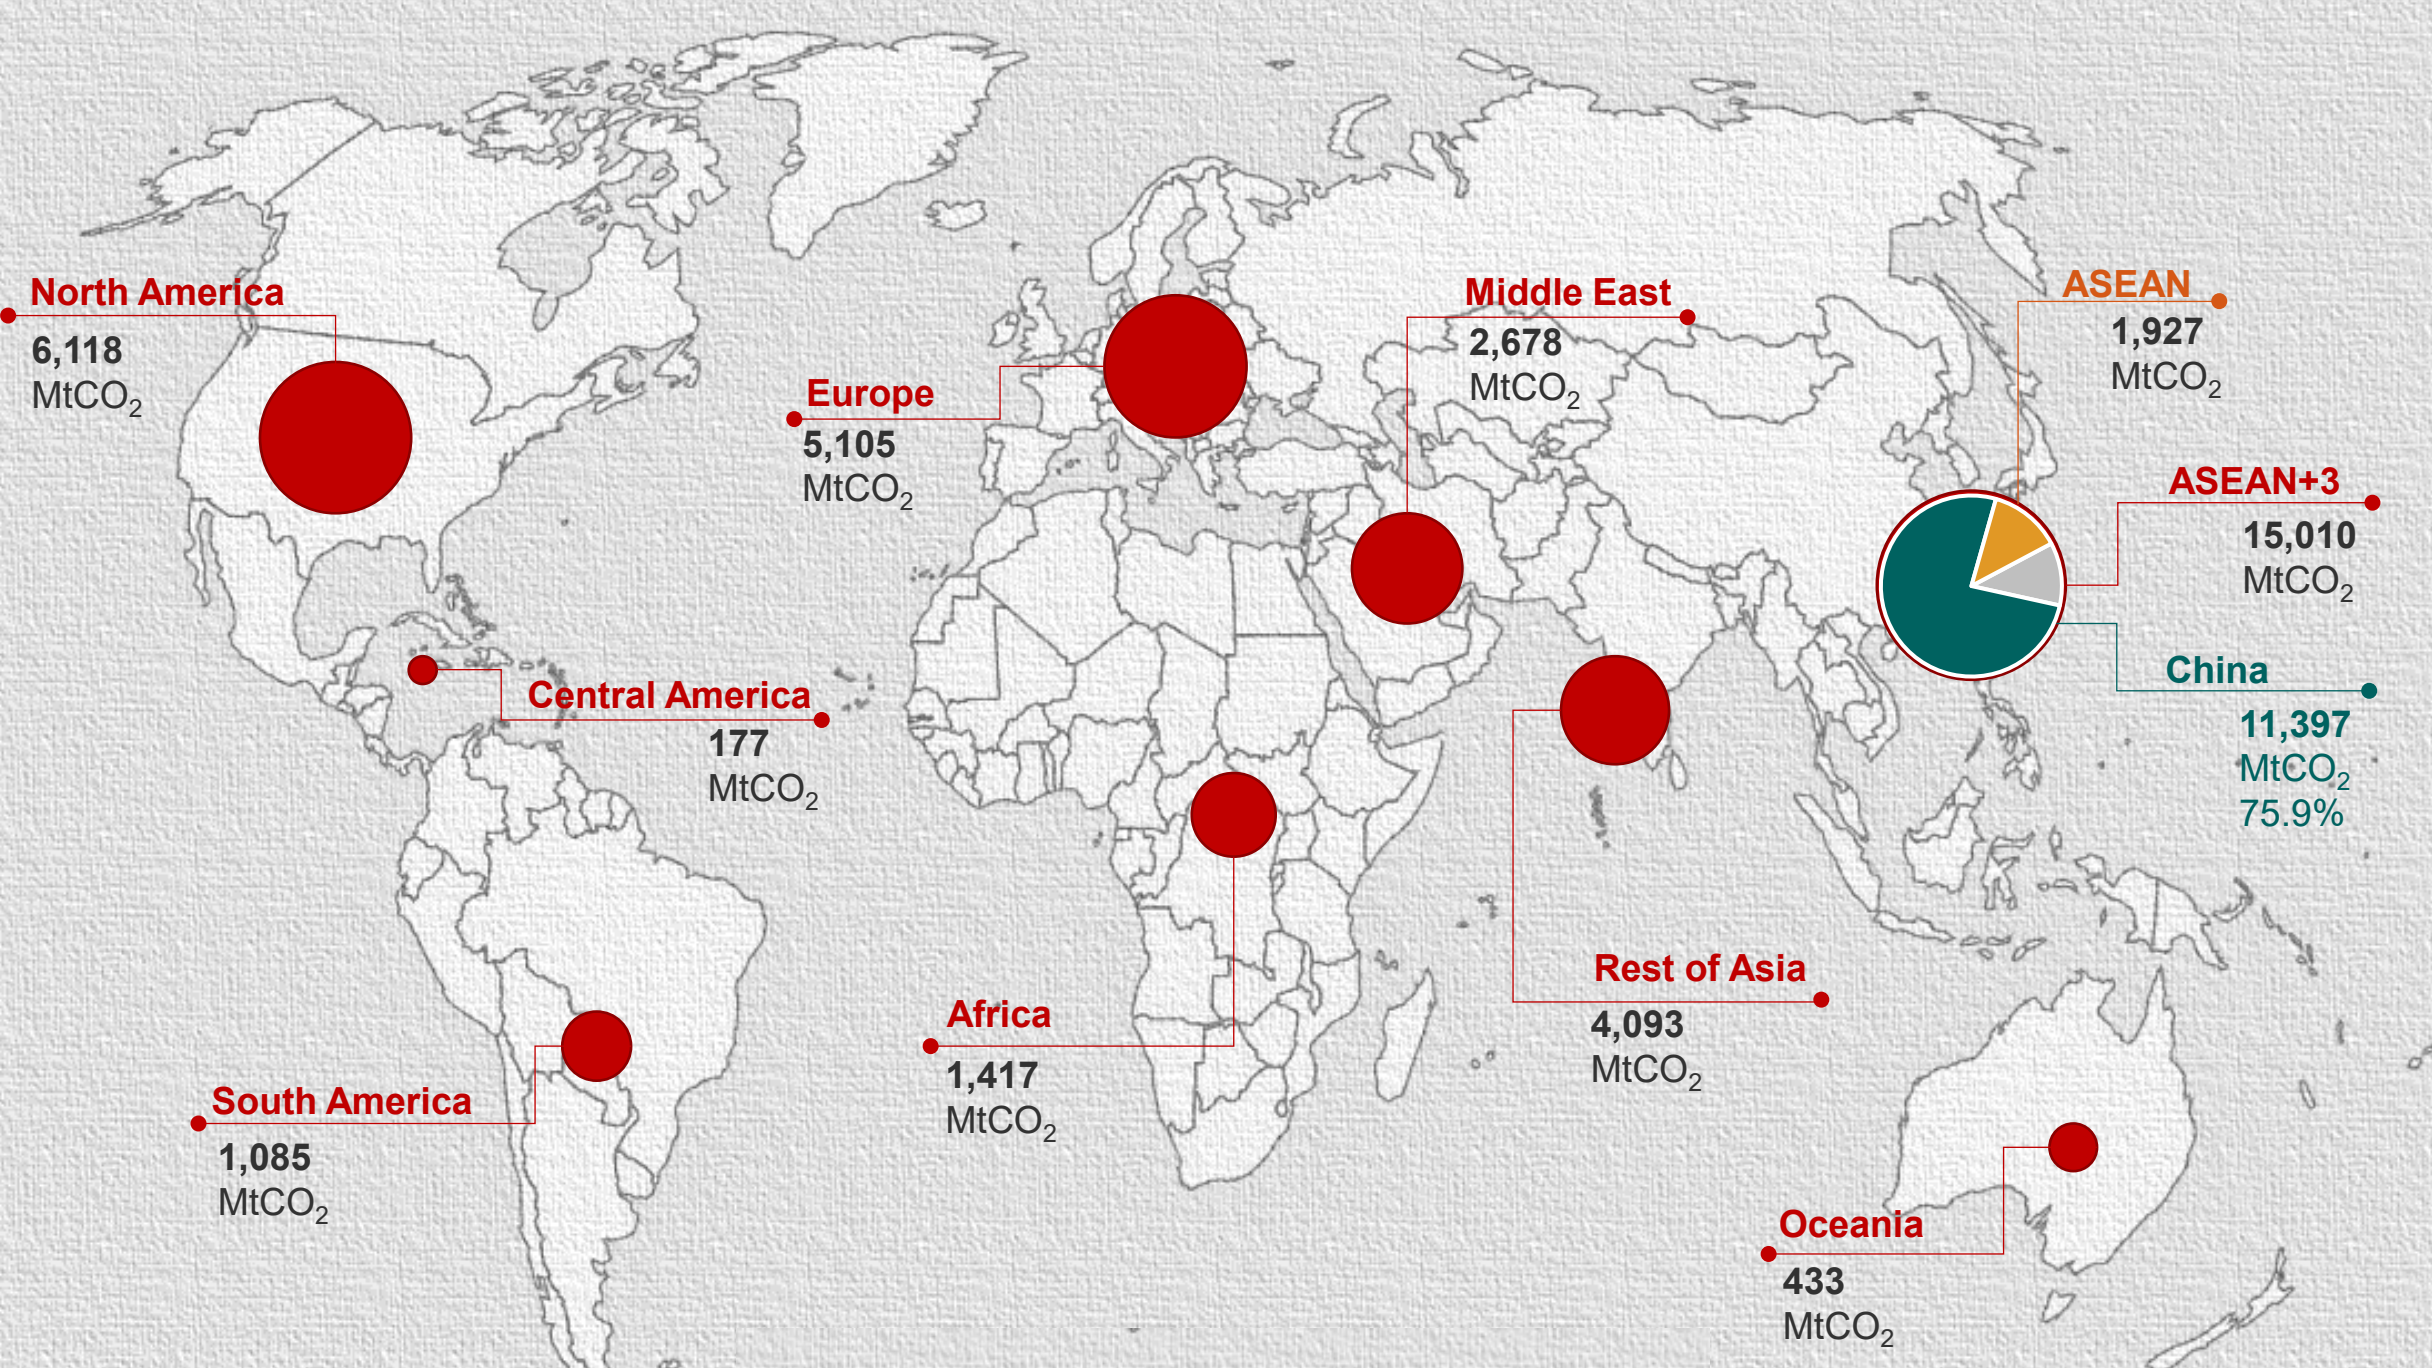 North America
6,118
MtCO₂
Europe
5,105
MtCO₂
Middle East
2,678
MtCO₂
ASEAN
1,927
MtCO₂
ASEAN+3
15,010
MtCO₂
China
11,397
MtCO₂
75.9%
Central America
177
MtCO₂
Rest of Asia
4,093
MtCO₂
Africa
1,417
MtCO₂
South America
1,085
MtCO₂
Oceania
433
MtCO₂